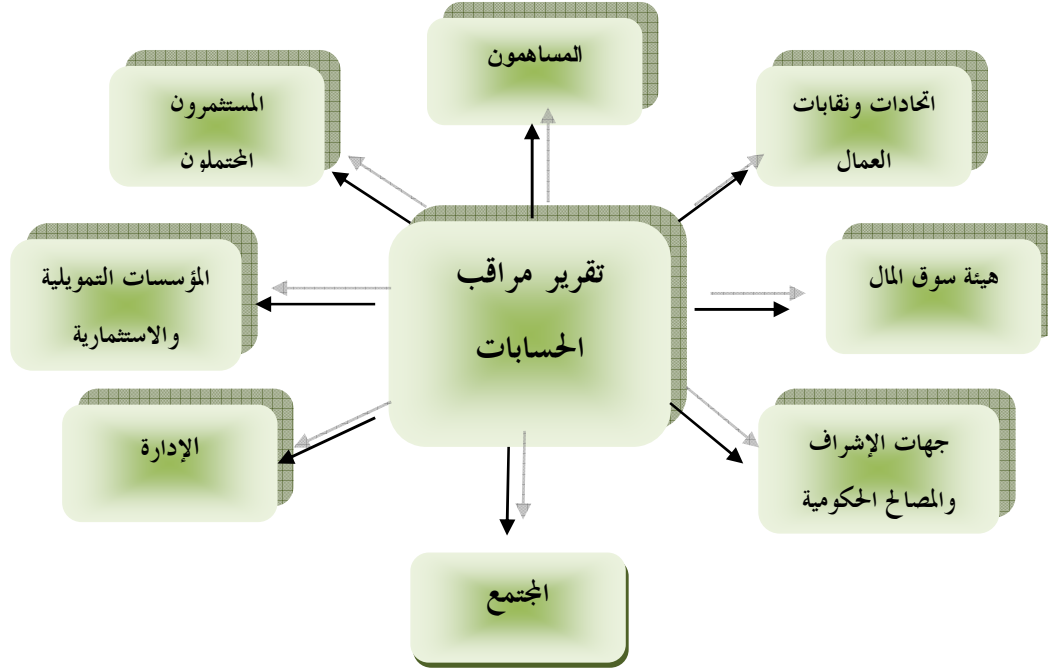 المساهمون
اتحادات ونقابات
العمال
المستثمرون
المحتملون
هيئة سوق المال
المؤسسات التمويلية
والاستثمارية
تقرير مراقب
الحسابات
جهات الإشراف
والمصالح الحكومية
الإدارة
المجتمع